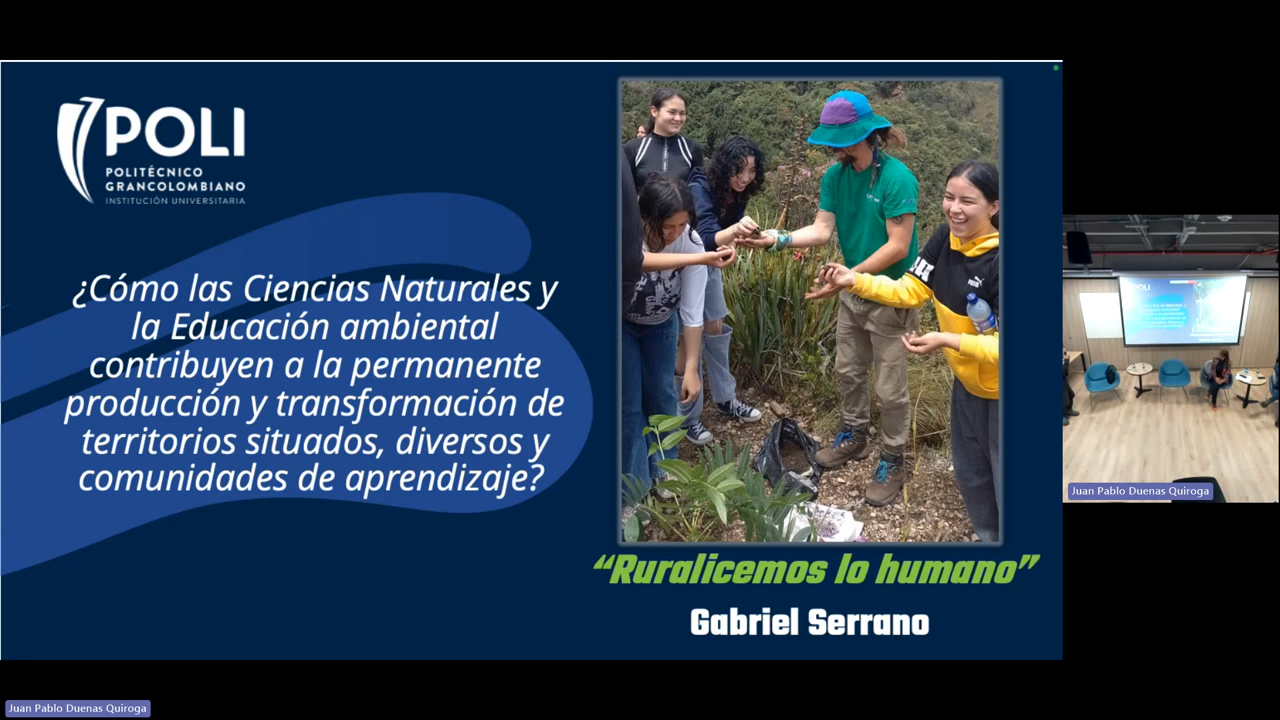 POLI
POLITÉCNICO
GRANCOLOMBIANO
INSTITUCIÓN UNIVERSITARIA
¿Cómo las Ciencias Naturales y
la Educación ambiental
contribuyen a la permanente
producción y transformación de
territorios situados, diversos y
comunidades de aprendizaje?
“Ruralicemos lo humano”
Gabriel Serrano
Juan Pablo Duenas Quiroga
Juan Pablo Duenas Quiroga